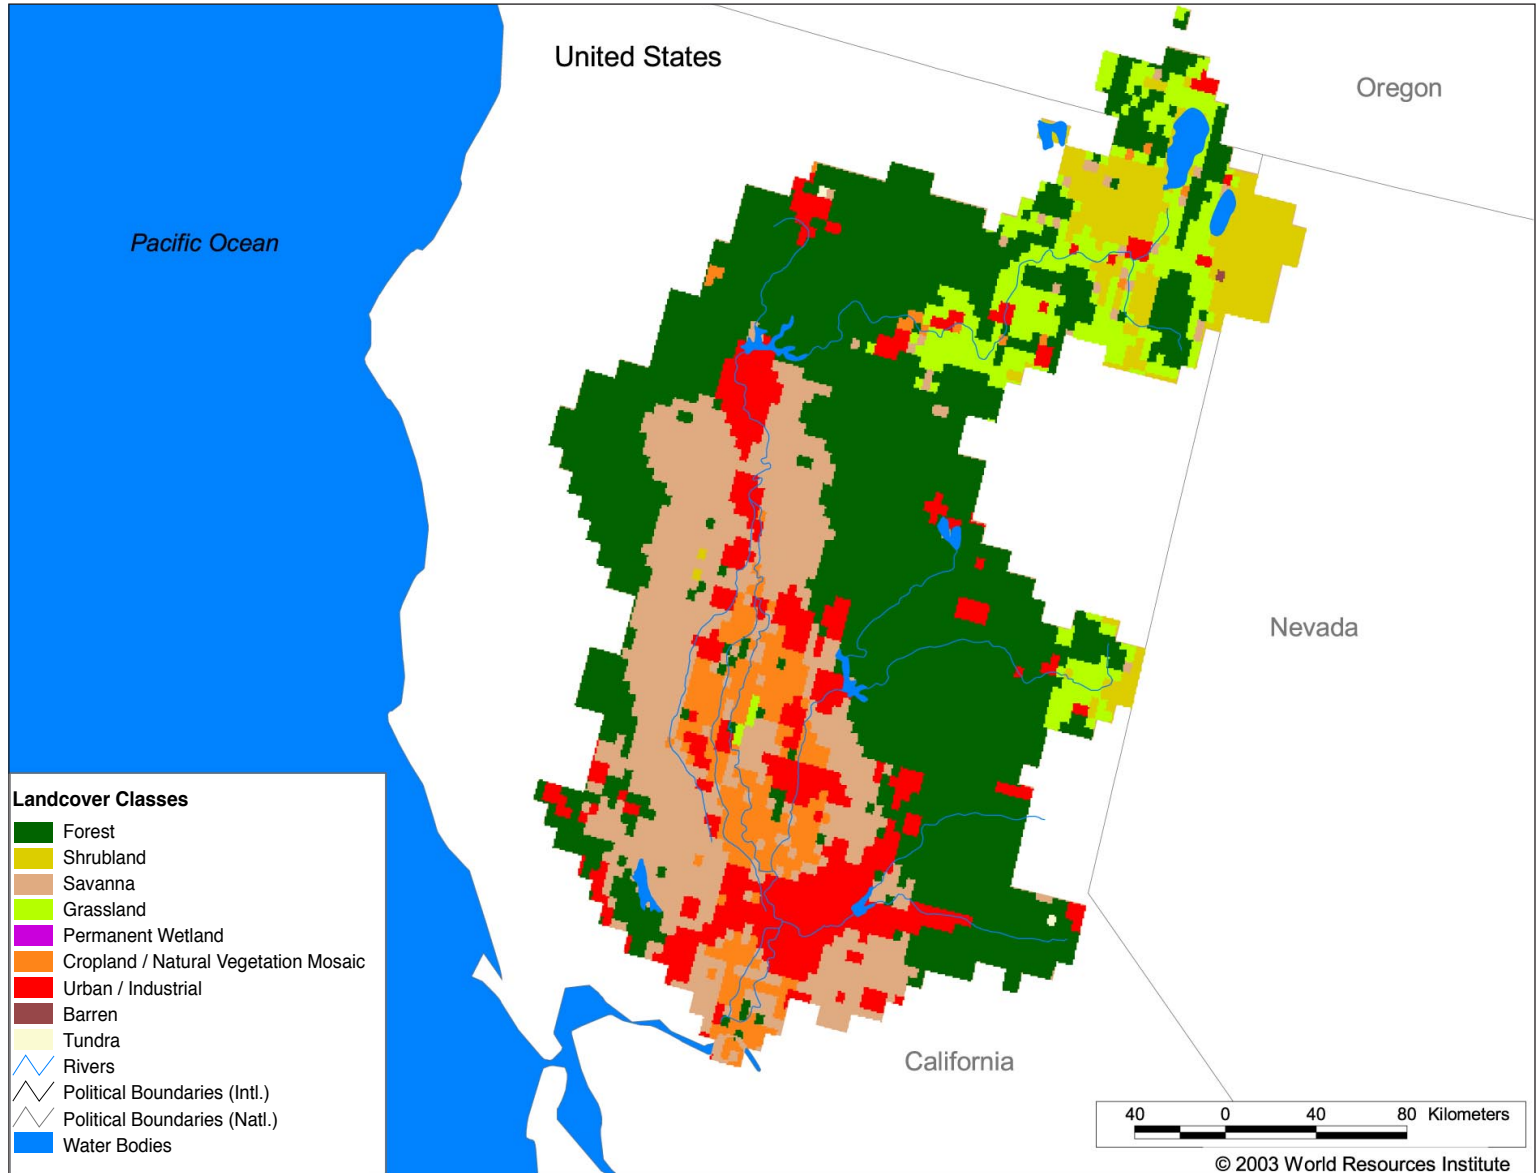 United States
Oregon
Pacific Ocean
Nevada
Landcover Classes
Forest
Shrubland
Savanna
Grassland
Permanent Wetland
Cropland / Natural Vegetation Mosaic
Urban / Industrial
Barren
Tundra
Rivers
Political Boundaries (Intl.)
Political Boundaries (Natl.)
Water Bodies
California
40 0 40 80 Kilometers
© 2003 World Resources Institute